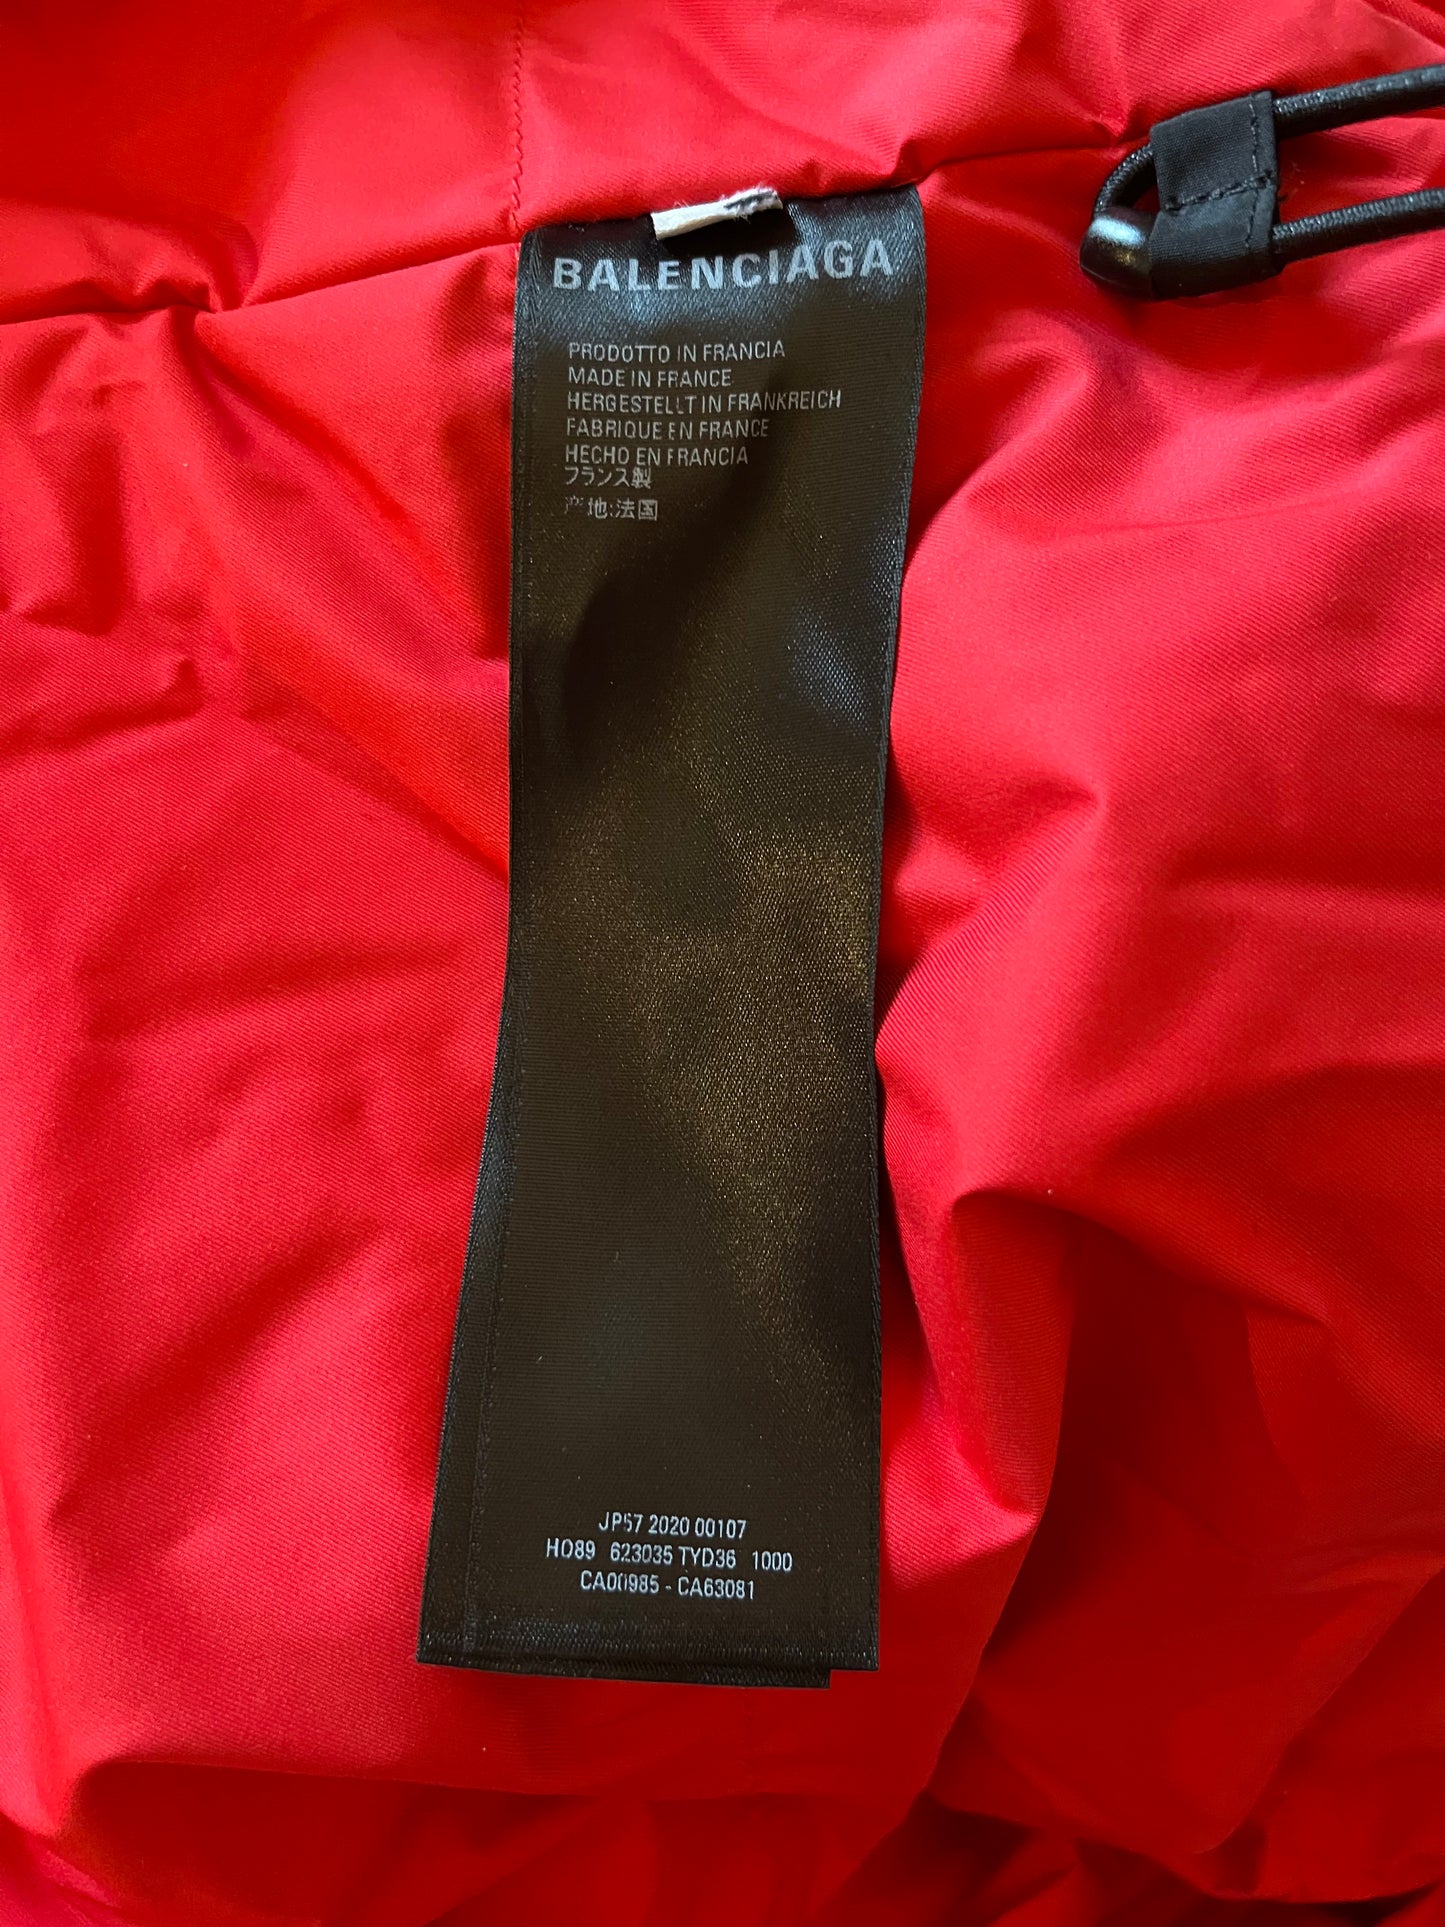 BALENCIAGA
PRODOTTO IN FRANCIA
MADE IN FRANCE
HERGESTELLT IN FRANKREICH
FABRIQUE EN FRANCE
HECHO EN FRANCIA
フランス製
产地:法国
JP57 2020 00107
HO89 623035 TYD36 1000
CA00985 - CA63081